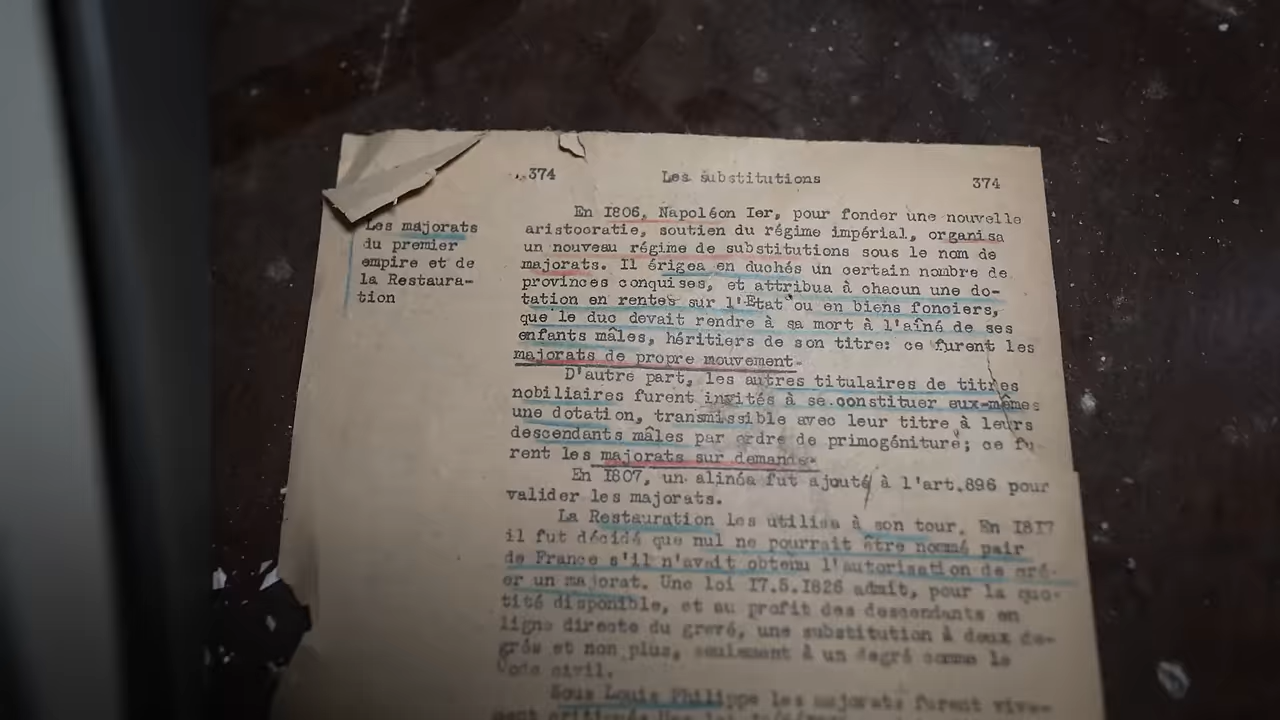 374 Les substitutions 374
Les majorats
du premier
empire et de
la Restaura-
tion
En 1806, Napoléon Ier, pour fonder une nouvelle
aristocratie, soutien du régime impérial, organisa
un nouveau régime de substitutions sous le nom de
majorats. Il érigea en duchés un certain nombre de
provinces conquises, et attribua à chacun une do-
tation en rentes sur l'Etat ou en biens fonciers,
que le duc devait rendre à sa mort à l'aîné de ses
enfants mâles, héritiers de son titre: ce furent les
majorats de propre mouvement.
D'autre part, les autres titulaires de titres
nobiliaires furent invités à se constituer eux-mêmes
une dotation, transmissible avec leur titre à leurs
descendants mâles par ordre de primogéniture; ce fu
rent les majorats sur demande.
En 1807, un alinéa fut ajouté à l'art.896 pour
valider les majorats.
La Restauration les utilisa à son tour. En 1817
il fut décidé que nul ne pourrait être nommé pair
de France s'il n'avait obtenu l'autorisation de cré-
er un majorat. Une loi 17.5.1826 admit, pour la quo-
tité disponible, et au profit des descendants en
ligne directe du grevé, une substitution à deux de-
grés et non plus, seulement à un degré comme le
Code civil.
Sous Louis Philippe les majorats furent vive-
ment critiqués Une loi